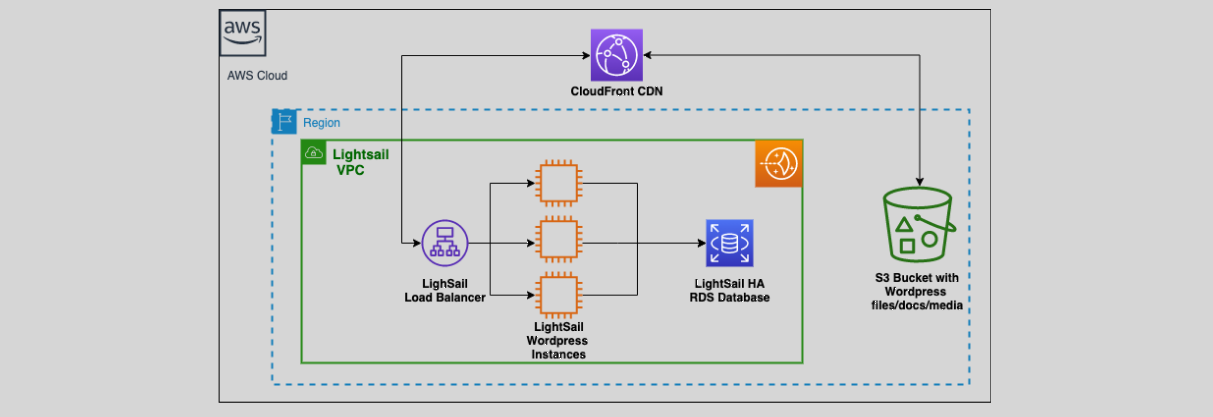 aws
AWS Cloud
CloudFront CDN
Region
Lightsail
VPC
LighSail
Load Balancer
LightSail
Wordpress
Instances
LightSail HA
RDS Database
S3 Bucket with
Wordpress
files/docs/media